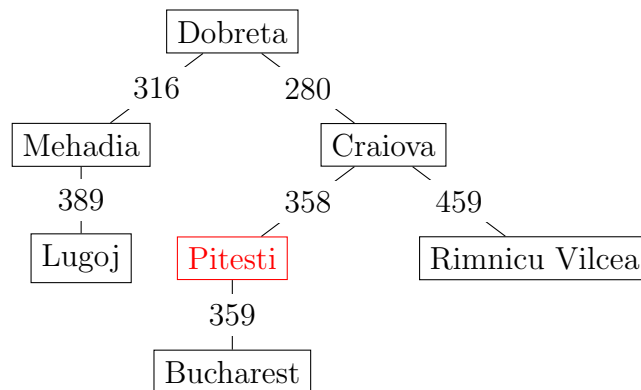 Dobreta
316 280
Mehadia Craiova
389 358 459
Lugoj Pitesti Rimnicu Vilcea
359
Bucharest